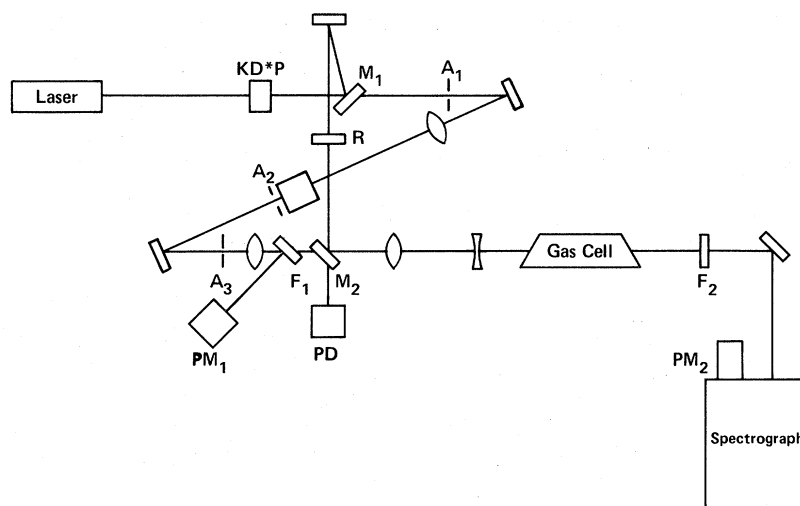 KD*P
M1
A1
Laser
R
A2
A3
F1
M2
Gas Cell
F2
PM1
PD
PM2
Spectrograph